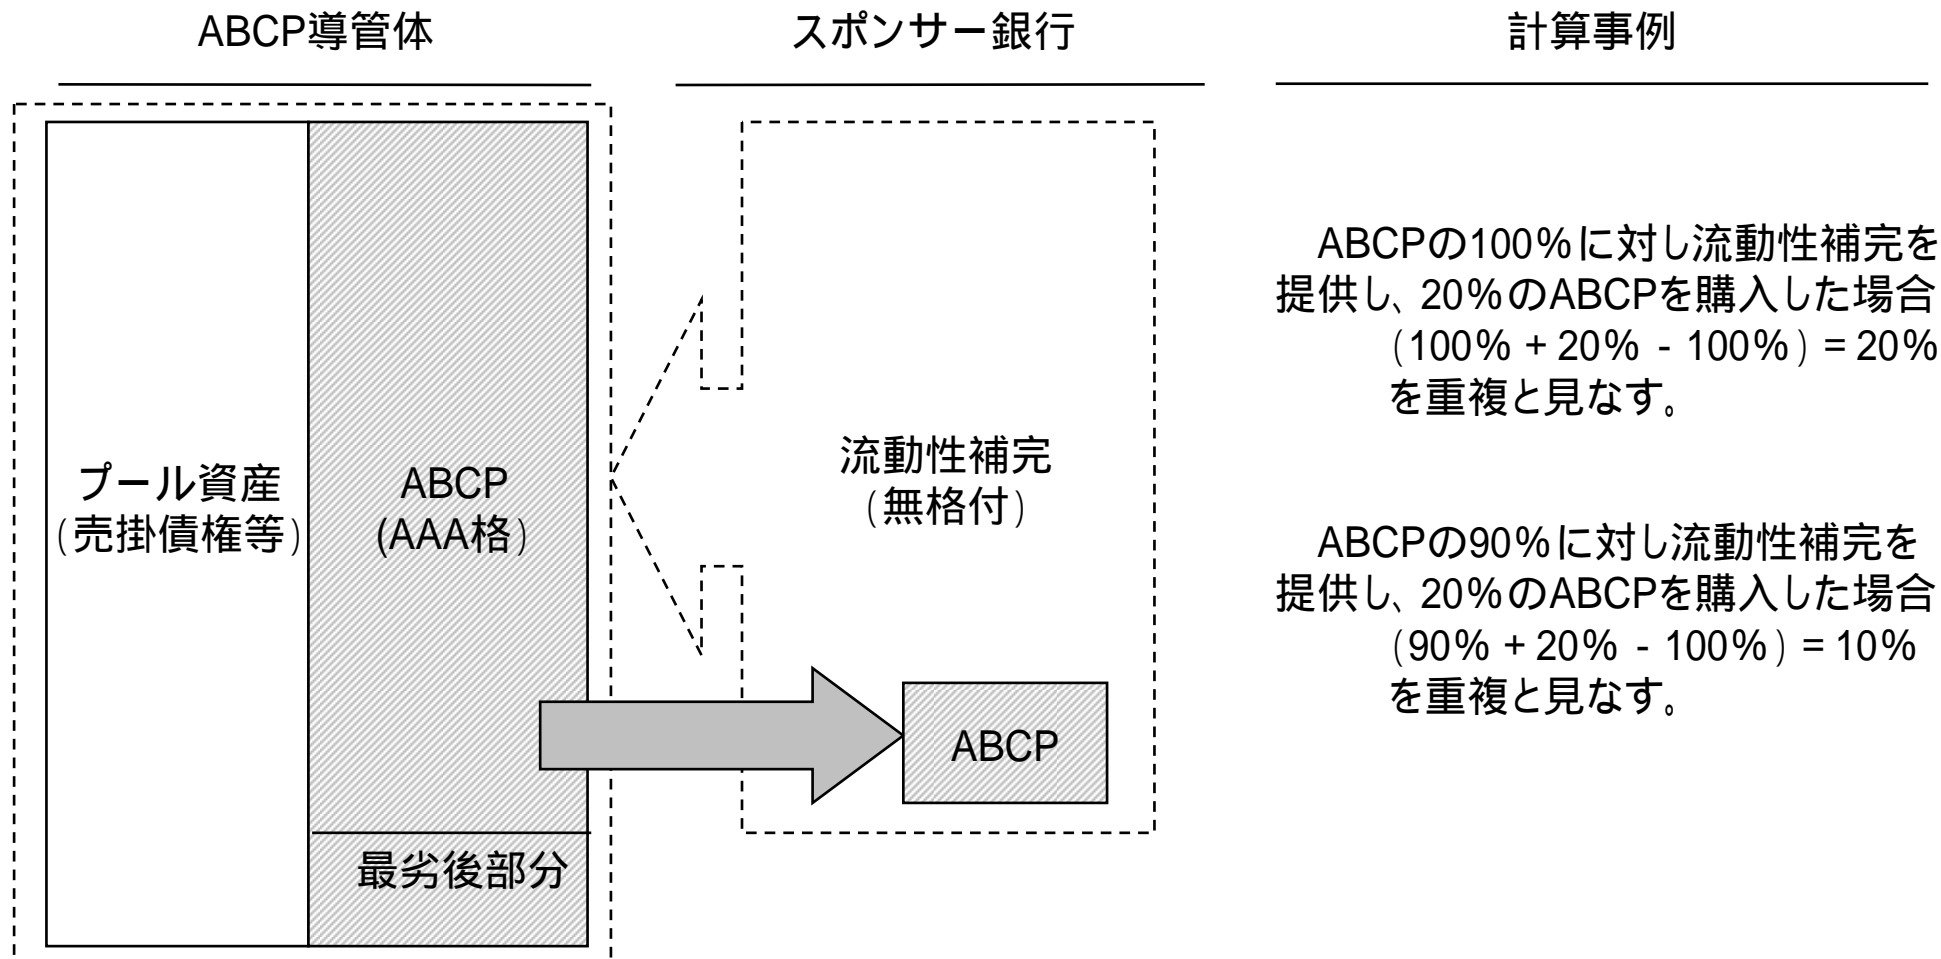 ABCP導管体
スポンサー銀行
計算事例
プール資産
(売掛債権等)
ABCP
(AAA格)
最劣後部分
流動性補完
(無格付)
ABCP
ABCPの100%に対し流動性補完を
提供し、20%のABCPを購入した場合
(100% + 20% - 100%) = 20%
を重複と見なす。
ABCPの90%に対し流動性補完を
提供し、20%のABCPを購入した場合
(90% + 20% - 100%) = 10%
を重複と見なす。